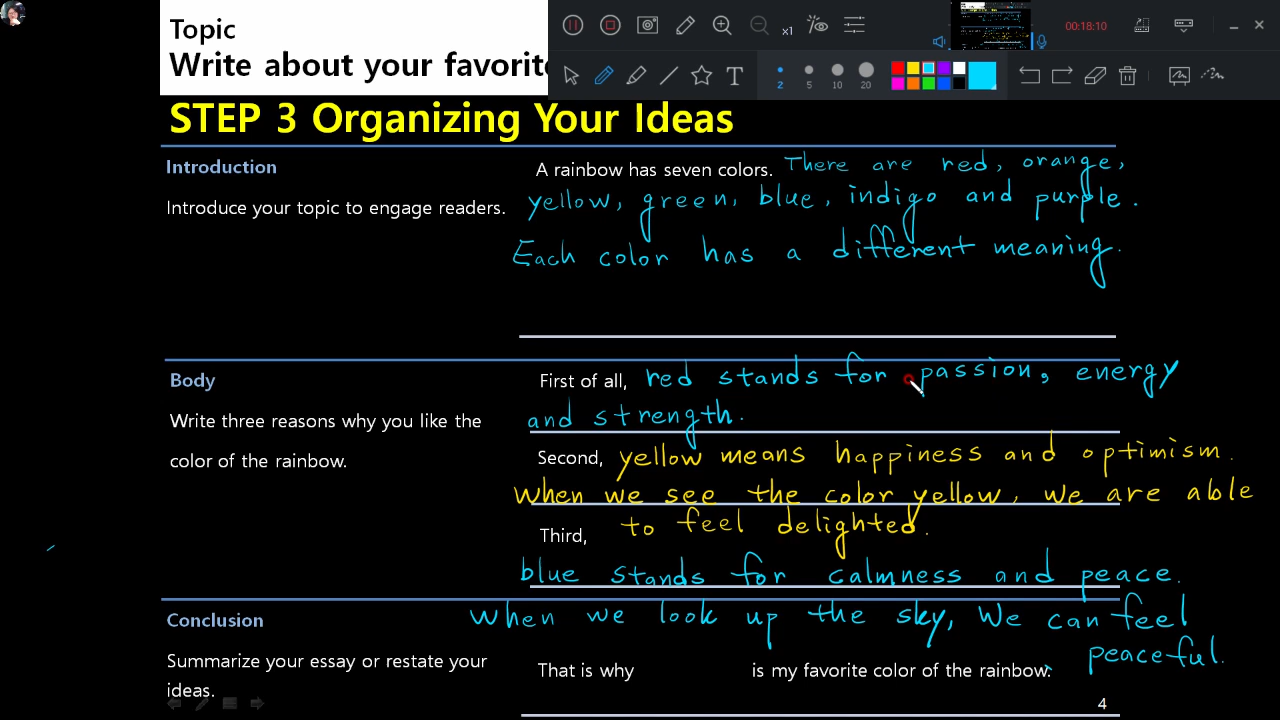 Topic
Write about your favorite
x1
00:18:10
T
2 5 10 20
STEP 3 Organizing Your Ideas
Introduction
Introduce your topic to engage readers.
A rainbow has seven colors. There are red, orange,
yellow, green, blue, indigo and purple.
Each color has a different meaning.
Body
Write three reasons why you like the
color of the rainbow.
First of all, red stands for passion, energy
and strength.
Second, yellow means happiness and optimism.
When we see the color yellow, we are able
to feel delighted.
Third,
blue stands for calmness and peace.
When we look up the sky, We can feel
peaceful.
Conclusion
Summarize your essay or restate your
ideas.
That is why is my favorite color of the rainbow.
4